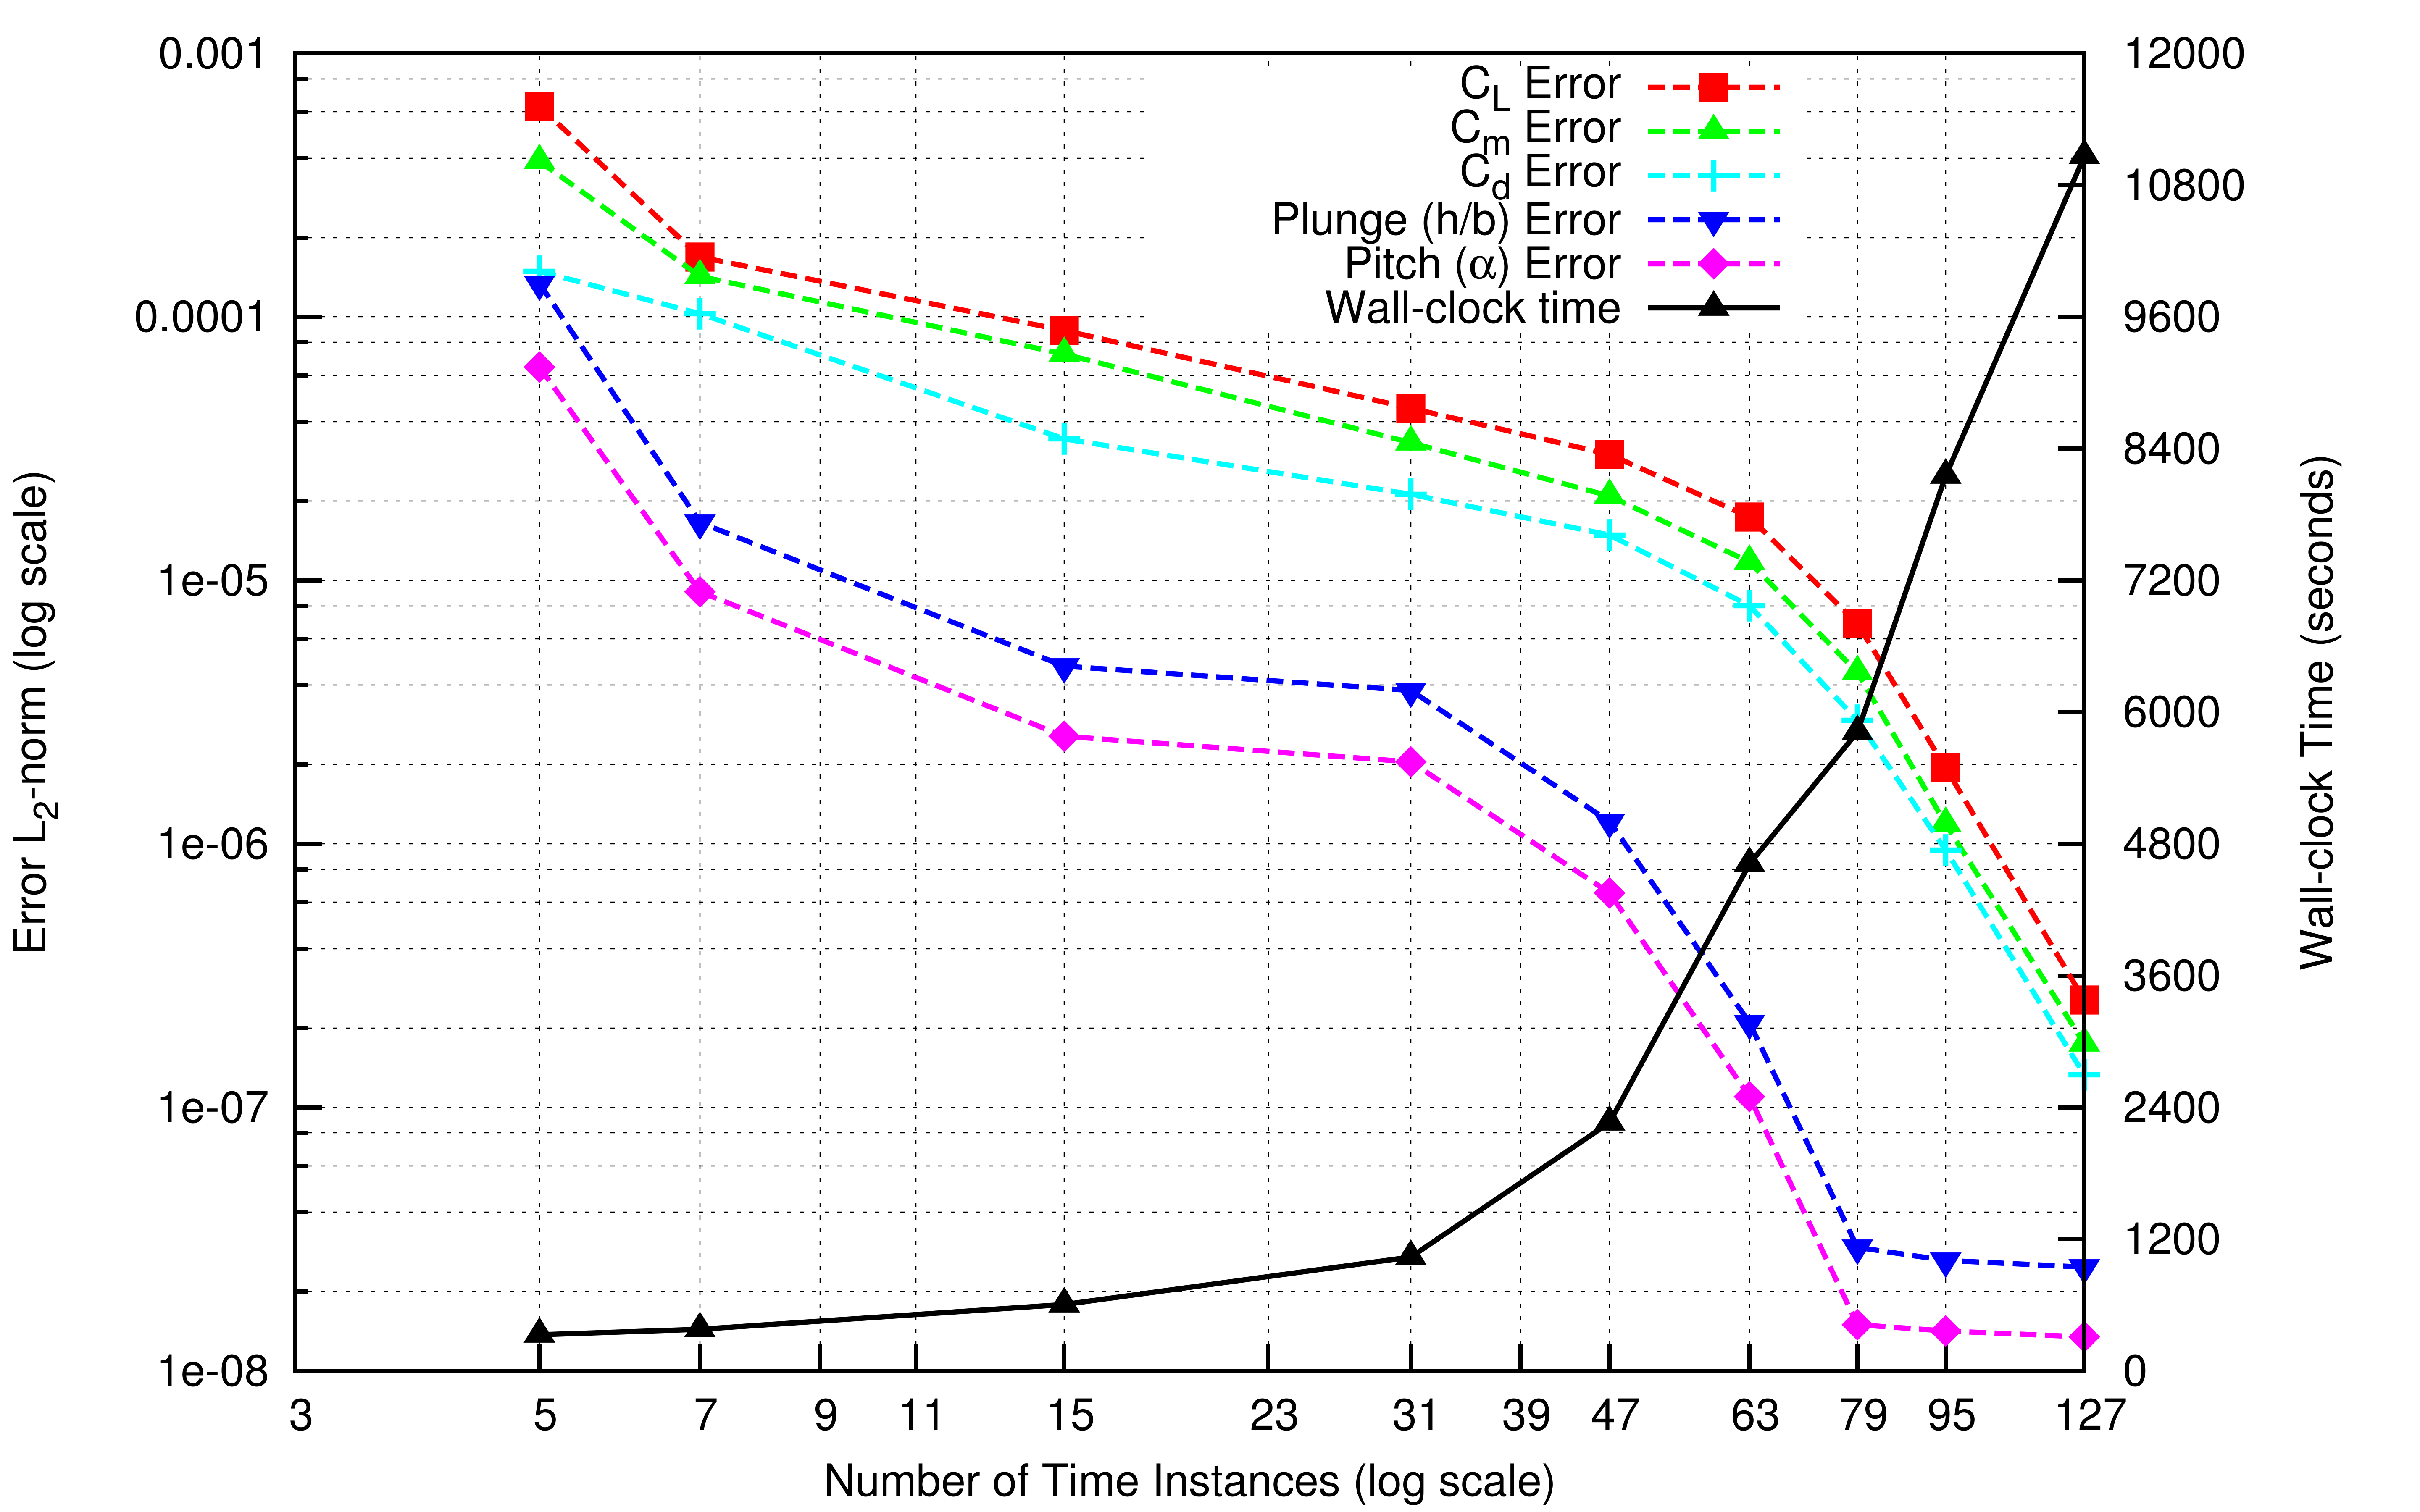 0.001
0.0001
1e-05
1e-06
1e-07
1e-08
Error L2-norm (log scale)
CL Error
Cm Error
Cd Error
Plunge (h/b) Error
Pitch (α) Error
Wall-clock time
12000
10800
9600
8400
7200
6000
4800
3600
2400
1200
0
Wall-clock Time (seconds)
3 5 7 9 11 15 23 31 39 47 63 79 95 127
Number of Time Instances (log scale)